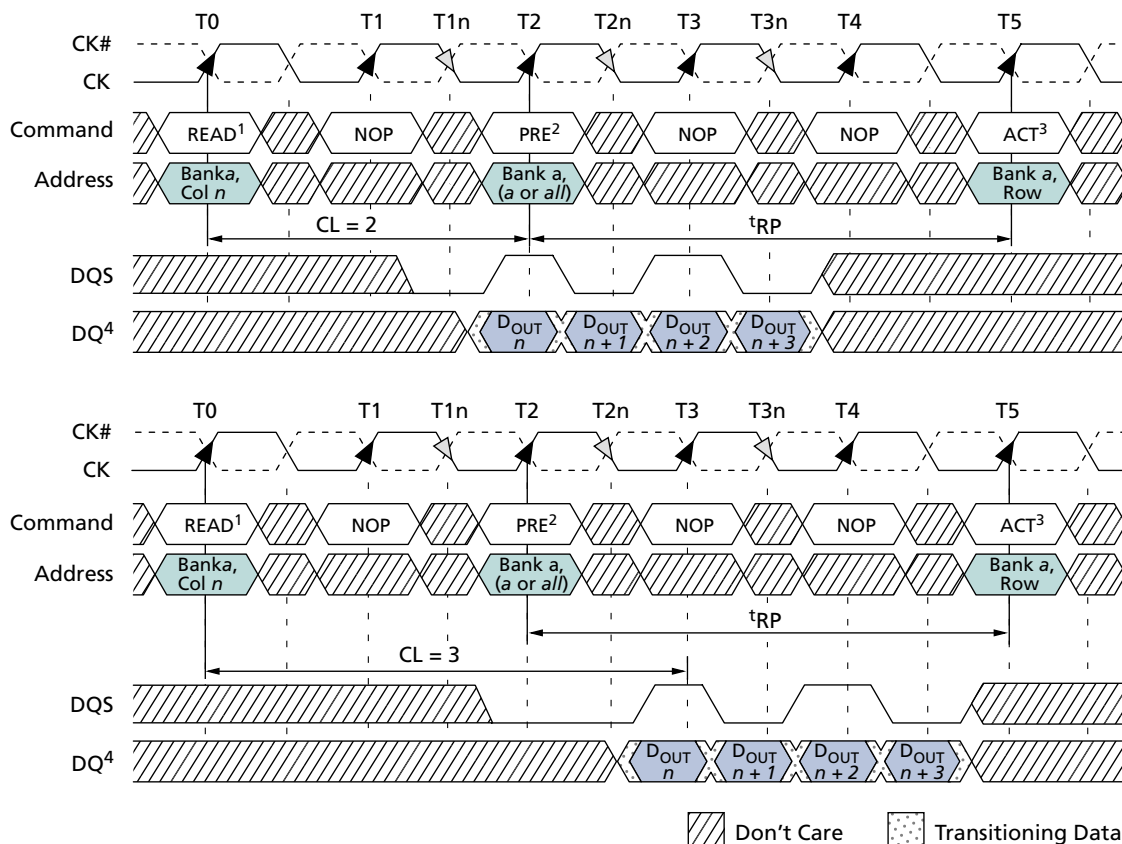 T0 T1 T1n T2 T2n T3 T3n T4 T5
CK#
CK
Command READ1 NOP PRE2 NOP NOP ACT3
Address Banka, Col n Bank a, (a or all) Bank a, Row
CL = 2 tRP
DQS
DQ4 DOUT n DOUT n + 1 DOUT n + 2 DOUT n + 3
T0 T1 T1n T2 T2n T3 T3n T4 T5
CK#
CK
Command READ1 NOP PRE2 NOP NOP ACT3
Address Banka, Col n Bank a, (a or all) Bank a, Row
tRP
CL = 3
DQS
DQ4 DOUT n DOUT n + 1 DOUT n + 2 DOUT n + 3
Don't Care Transitioning Data